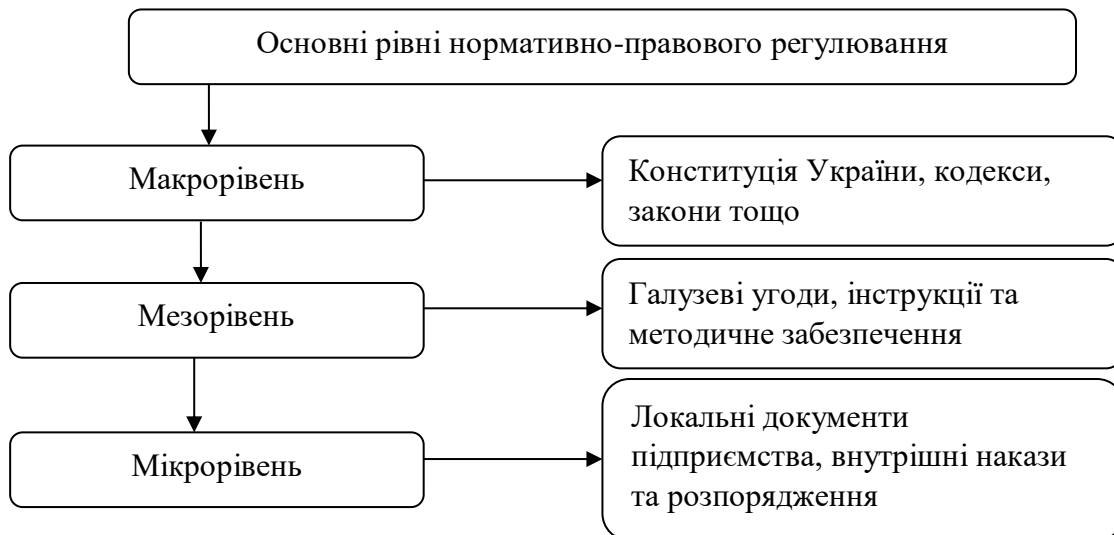 Основні рівні нормативно-правового регулювання
Макрорівень
Конституція України, кодекси,
закони тощо
Мезорівень
Галузеві угоди, інструкції та
методичне забезпечення
Мікрорівень
Локальні документи
підприємства, внутрішні накази
та розпорядження